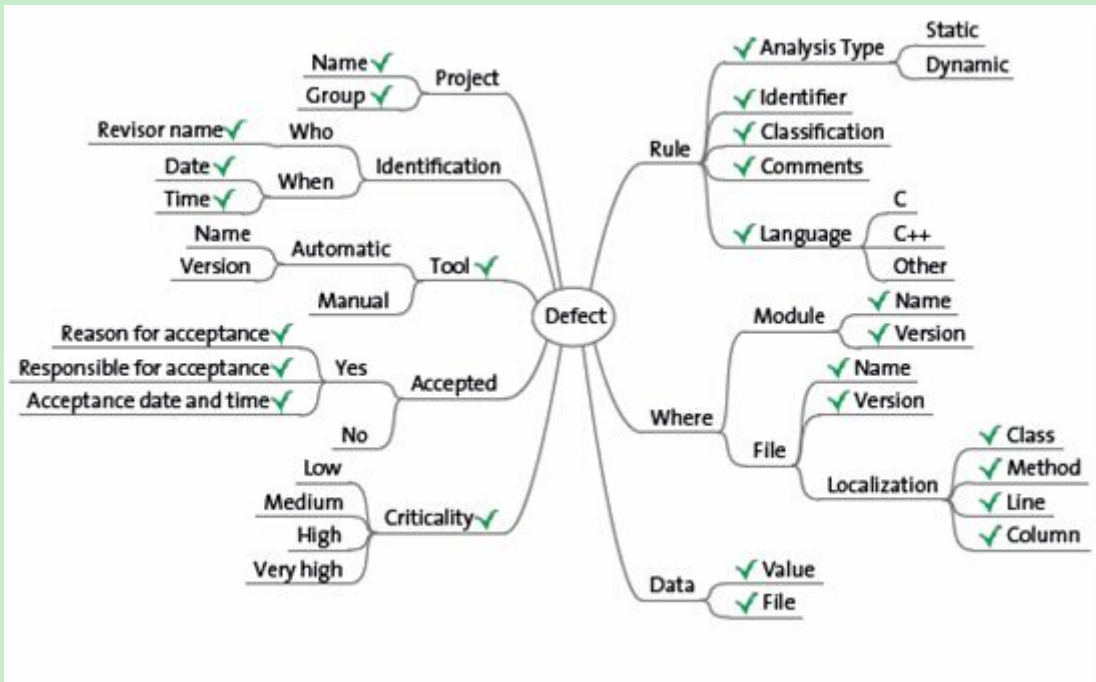 Defect
Project
Name
Group
Identification
Who
Revisor name
When
Date
Time
Tool
Automatic
Name
Version
Manual
Accepted
Yes
Reason for acceptance
Responsible for acceptance
Acceptance date and time
No
Criticality
Low
Medium
High
Very high
Rule
Analysis Type
Static
Dynamic
Identifier
Classification
Comments
Language
C
C++
Other
Where
Module
Name
Version
File
Name
Version
Localization
Class
Method
Line
Column
Data
Value
File